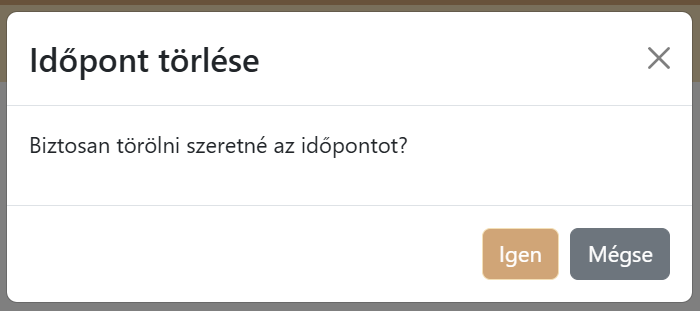 Időpont törlése
Biztosan törölni szeretné az időpontot?
Igen Mégse